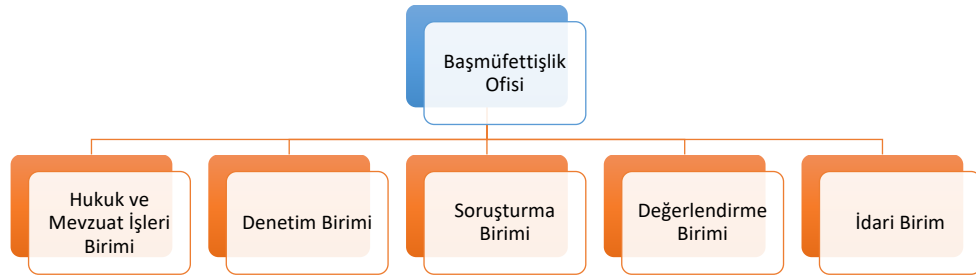 Başmüfettişlik
Ofisi
Hukuk ve
Mevzuat İşleri
Birimi
Denetim Birimi
Soruşturma
Birimi
Değerlendirme
Birimi
İdari Birim